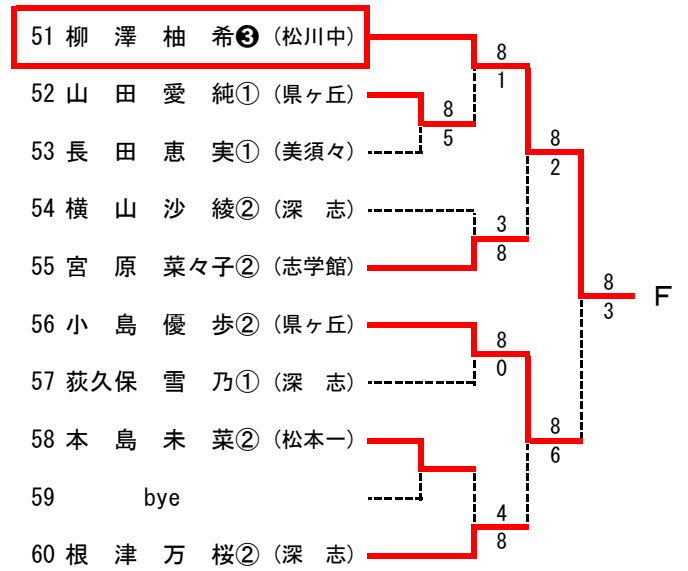 51 柳 澤 柚 希❸ (松川中)
8
1
52 山 田 愛 純① (県ヶ丘)
8
5
53 長 田 恵 実① (美須々)
8
2
54 横 山 沙 綾② (深 志)
3
8
55 宮 原 菜々子② (志学館)
8
3
F
56 小 島 優 歩② (県ヶ丘)
8
0
57 荻久保 雪 乃① (深 志)
58 本 島 未 菜② (松本一)
8
6
59 bye
4
8
60 根 津 万 桜② (深 志)